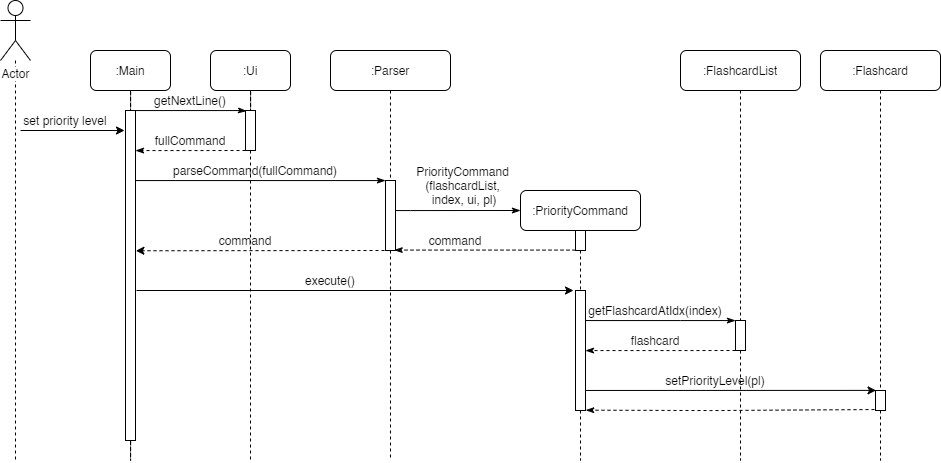 Actor
:Main
:Ui
:Parser
:FlashcardList
:Flashcard
getNextLine()
set priority level
fullCommand
parseCommand(fullCommand)
PriorityCommand
(flashcardList,
index, ui, pl)
:PriorityCommand
command
command
execute()
getFlashcardAtIdx(index)
flashcard
setPriorityLevel(pl)